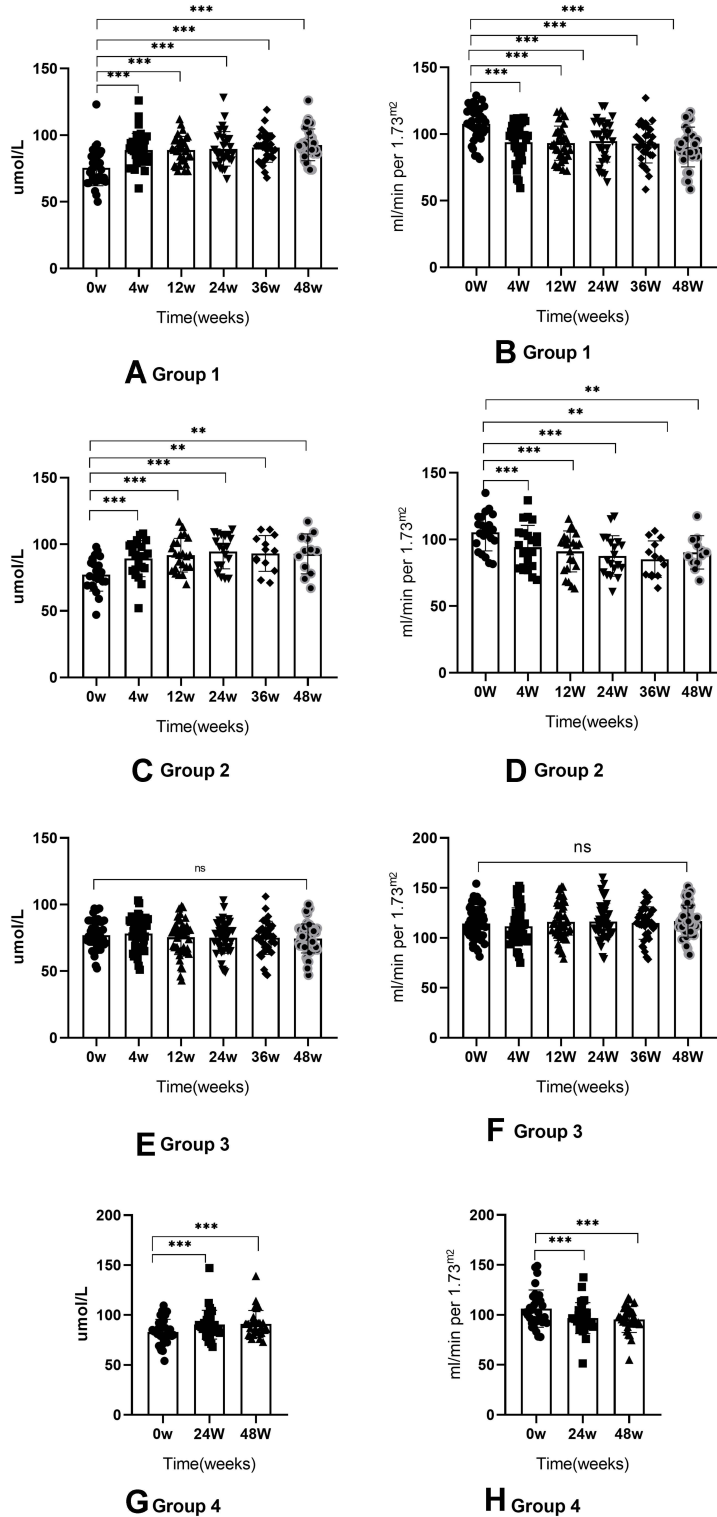 ***
***
***
***
***
150
100
50
0
umol/L
0w 4w 12w 24w 36w 48w
Time(weeks)
A Group 1
***
***
***
***
***
150
100
50
0
ml/min per 1.73m2
0W 4W 12W 24W 36W 48W
Time(weeks)
B Group 1
**
**
***
***
***
150
100
50
0
umol/L
0w 4w 12w 24w 36w 48w
Time(weeks)
C Group 2
**
**
***
***
***
150
100
50
0
ml/min per 1.73m2
0W 4W 12W 24W 36W 48W
Time(weeks)
D Group 2
ns
150
100
50
0
umol/L
0w 4w 12w 24w 36w 48w
Time(weeks)
E Group 3
ns
200
150
100
50
0
ml/min per 1.73m2
0W 4W 12W 24W 36W 48W
Time(weeks)
F Group 3
***
***
200
150
100
50
0
umol/L
0w 24W 48W
Time(weeks)
G Group 4
***
***
200
150
100
50
0
ml/min per 1.73m2
0w 24w 48w
Time(weeks)
H Group 4